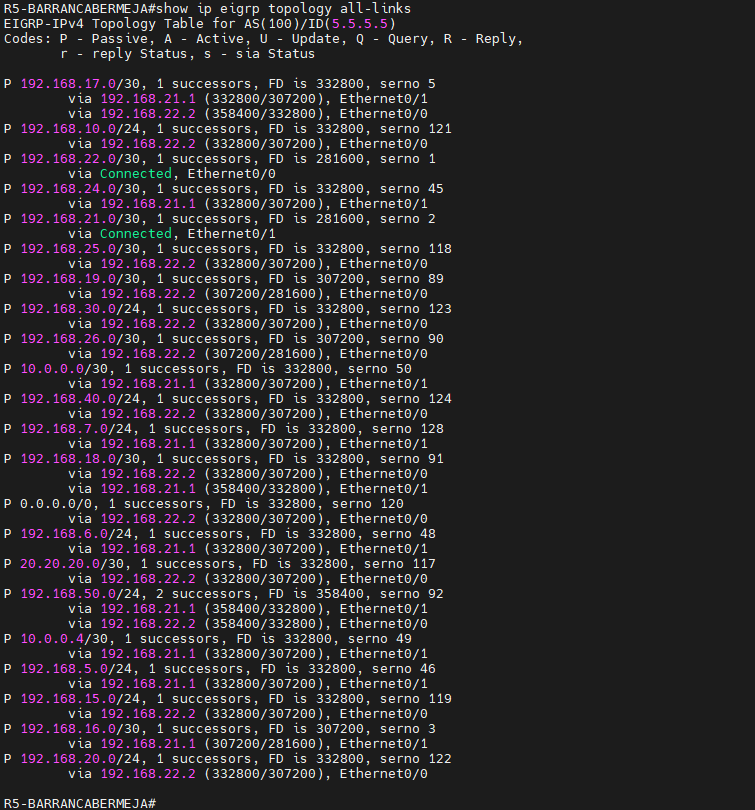 R5-BARRANCABERMEJA#show ip eigrp topology all-links
EIGRP-IPv4 Topology Table for AS(100)/ID(5.5.5.5)
Codes: P - Passive, A - Active, U - Update, Q - Query, R - Reply,
       r - reply Status, s - sia Status

P 192.168.17.0/30, 1 successors, FD is 332800, serno 5
        via 192.168.21.1 (332800/307200), Ethernet0/1
        via 192.168.22.2 (358400/332800), Ethernet0/0
P 192.168.10.0/24, 1 successors, FD is 332800, serno 121
        via 192.168.22.2 (332800/307200), Ethernet0/0
P 192.168.22.0/30, 1 successors, FD is 281600, serno 1
        via Connected, Ethernet0/0
P 192.168.24.0/30, 1 successors, FD is 332800, serno 45
        via 192.168.21.1 (332800/307200), Ethernet0/1
P 192.168.21.0/30, 1 successors, FD is 281600, serno 2
        via Connected, Ethernet0/1
P 192.168.25.0/30, 1 successors, FD is 332800, serno 118
        via 192.168.22.2 (332800/307200), Ethernet0/0
P 192.168.19.0/30, 1 successors, FD is 307200, serno 89
        via 192.168.22.2 (307200/281600), Ethernet0/0
P 192.168.30.0/24, 1 successors, FD is 332800, serno 123
        via 192.168.22.2 (332800/307200), Ethernet0/0
P 192.168.26.0/30, 1 successors, FD is 307200, serno 90
        via 192.168.22.2 (307200/281600), Ethernet0/0
P 10.0.0.0/30, 1 successors, FD is 332800, serno 50
        via 192.168.21.1 (332800/307200), Ethernet0/1
P 192.168.40.0/24, 1 successors, FD is 332800, serno 124
        via 192.168.22.2 (332800/307200), Ethernet0/0
P 192.168.7.0/24, 1 successors, FD is 332800, serno 128
        via 192.168.21.1 (332800/307200), Ethernet0/1
P 192.168.18.0/30, 1 successors, FD is 332800, serno 91
        via 192.168.22.2 (332800/307200), Ethernet0/0
        via 192.168.21.1 (358400/332800), Ethernet0/1
P 0.0.0.0/0, 1 successors, FD is 332800, serno 120
        via 192.168.22.2 (332800/307200), Ethernet0/0
P 192.168.6.0/24, 1 successors, FD is 332800, serno 48
        via 192.168.21.1 (332800/307200), Ethernet0/1
P 20.20.20.0/30, 1 successors, FD is 332800, serno 117
        via 192.168.22.2 (332800/307200), Ethernet0/0
P 192.168.50.0/24, 2 successors, FD is 358400, serno 92
        via 192.168.21.1 (358400/332800), Ethernet0/1
        via 192.168.22.2 (358400/332800), Ethernet0/0
P 10.0.0.4/30, 1 successors, FD is 332800, serno 49
        via 192.168.21.1 (332800/307200), Ethernet0/1
P 192.168.5.0/24, 1 successors, FD is 332800, serno 46
        via 192.168.21.1 (332800/307200), Ethernet0/1
P 192.168.15.0/24, 1 successors, FD is 332800, serno 119
        via 192.168.22.2 (332800/307200), Ethernet0/0
P 192.168.16.0/30, 1 successors, FD is 307200, serno 3
        via 192.168.21.1 (307200/281600), Ethernet0/1
P 192.168.20.0/24, 1 successors, FD is 332800, serno 122
        via 192.168.22.2 (332800/307200), Ethernet0/0

R5-BARRANCABERMEJA#